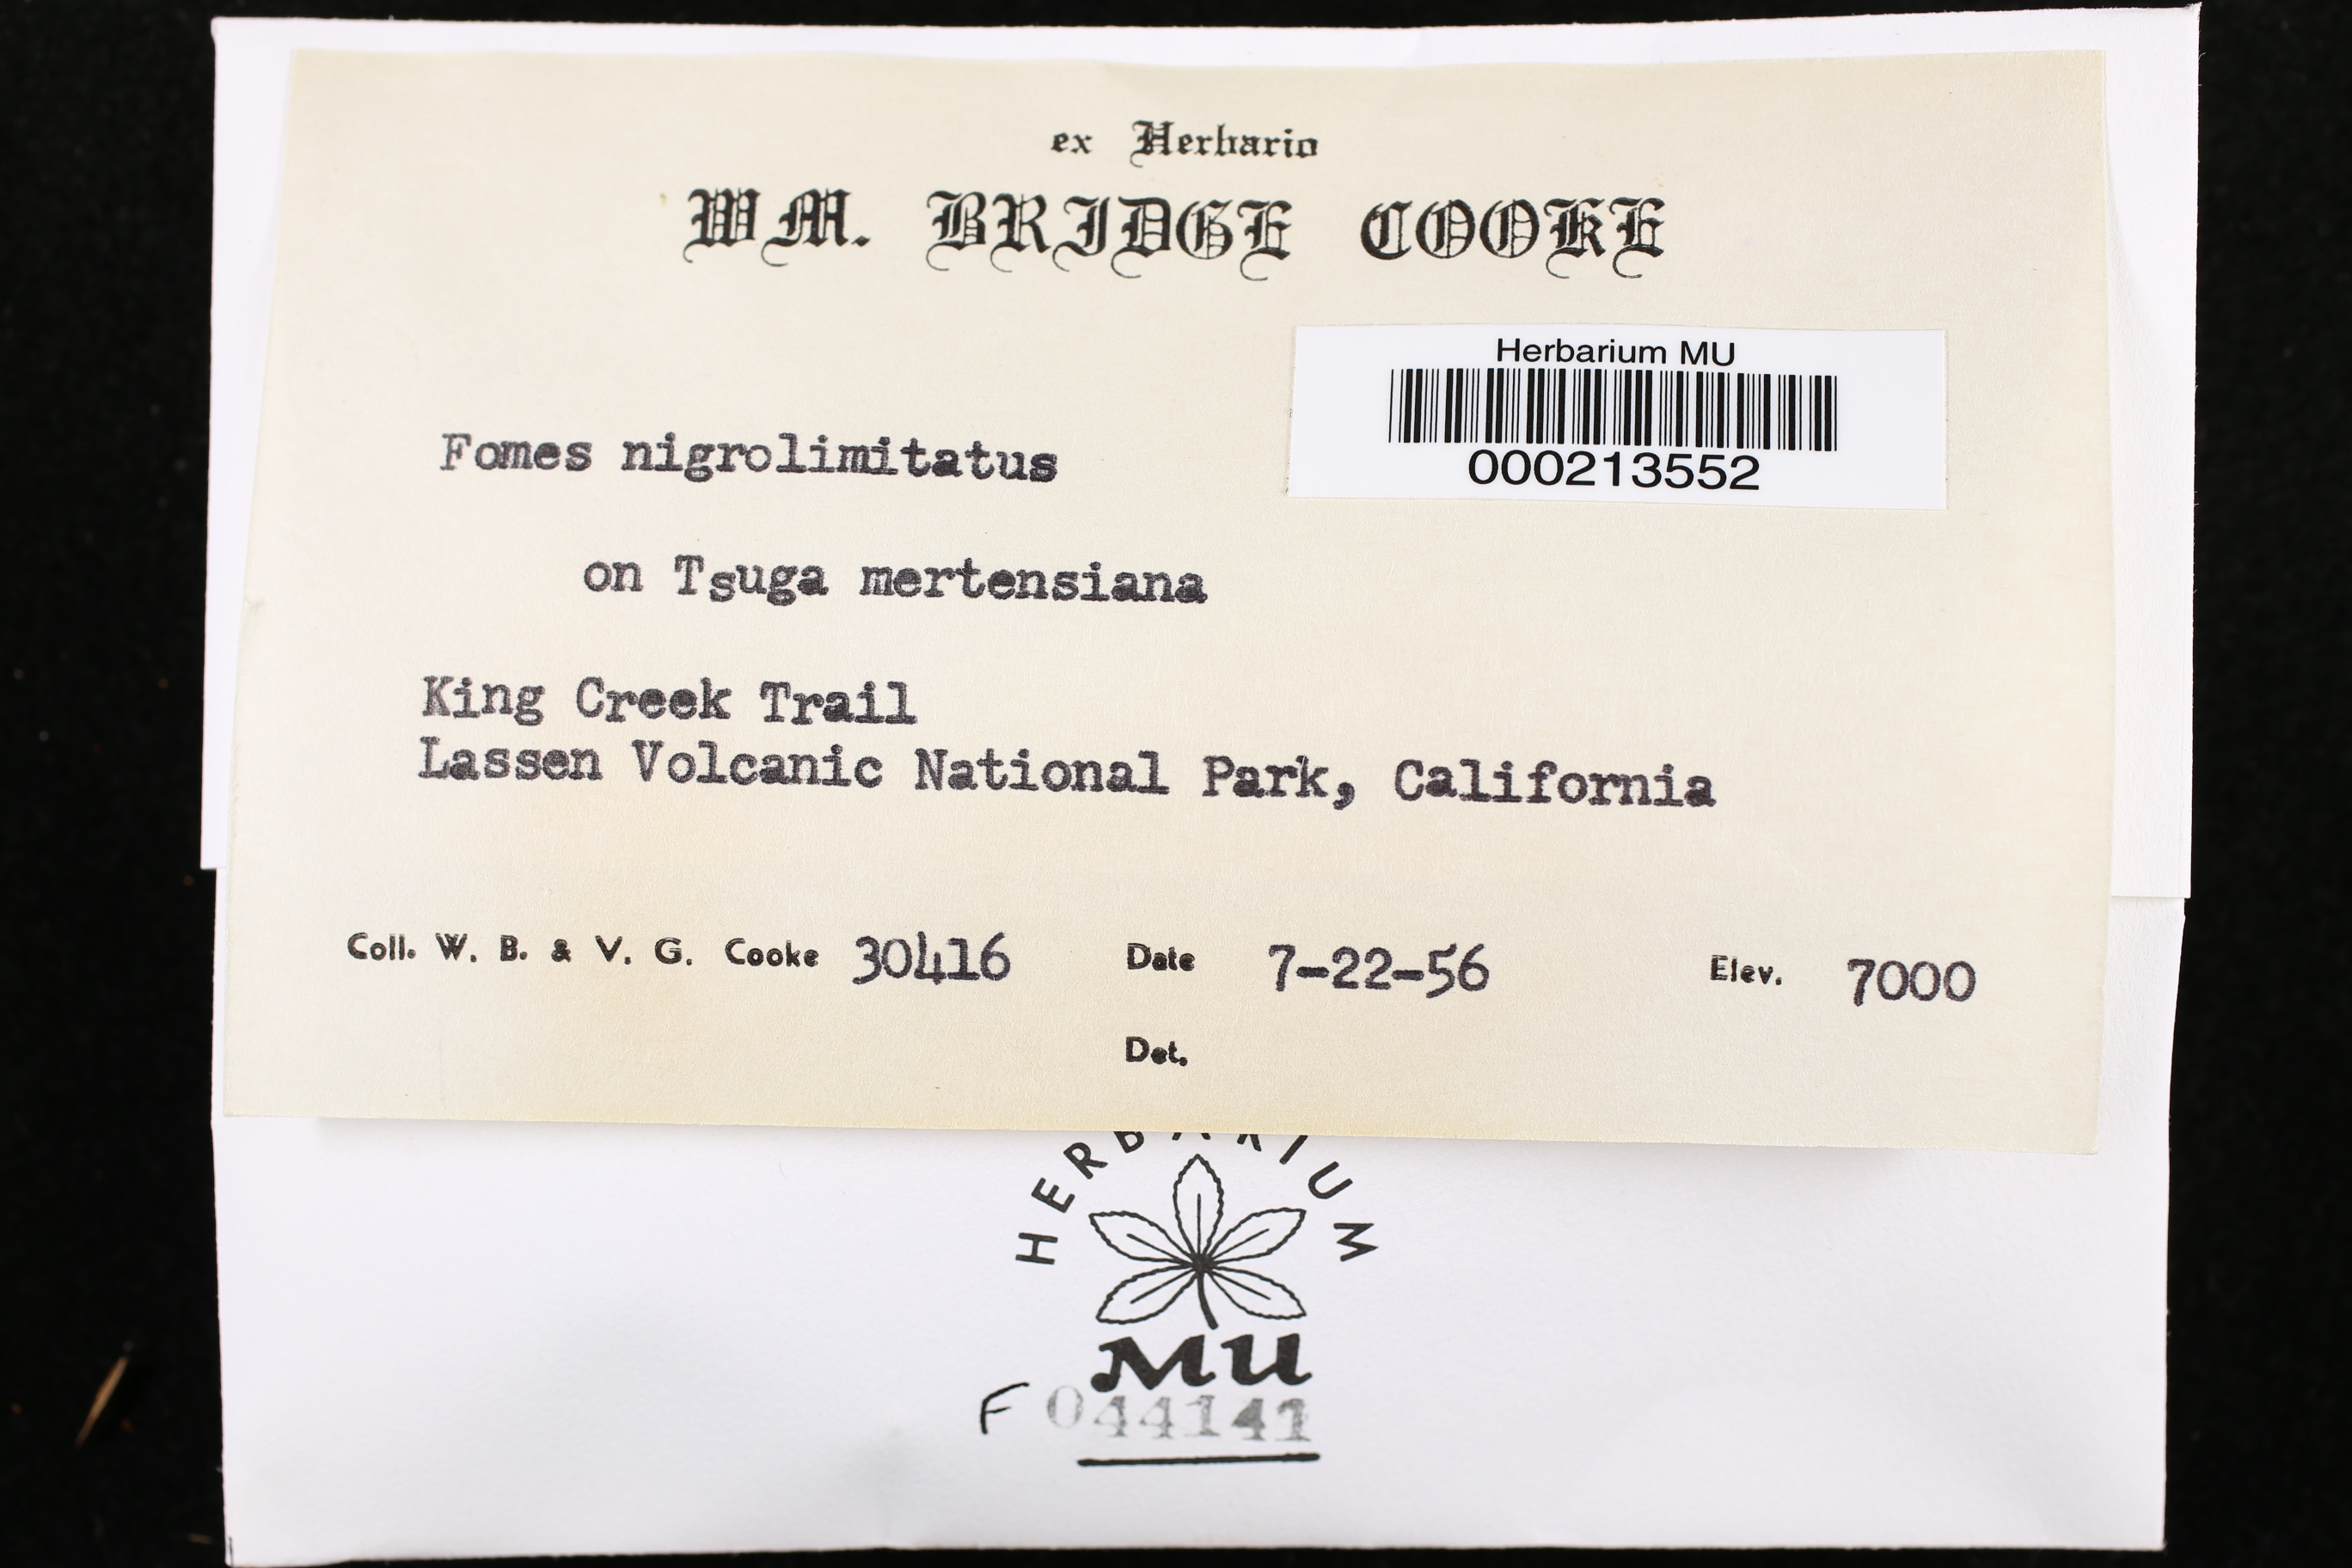 ex Herbario
WM. BRIDGE COOKE
Herbarium MU
000213552
Fomes nigrolimitatus
on Tsuga mertensiana
King Creek Trail
Lassen Volcanic National Park, California
Coll. W. B. & V. G. Cooke 30416 Date 7-22-56 Elev. 7000
Det.
HERBARIUM
MU
F 044141